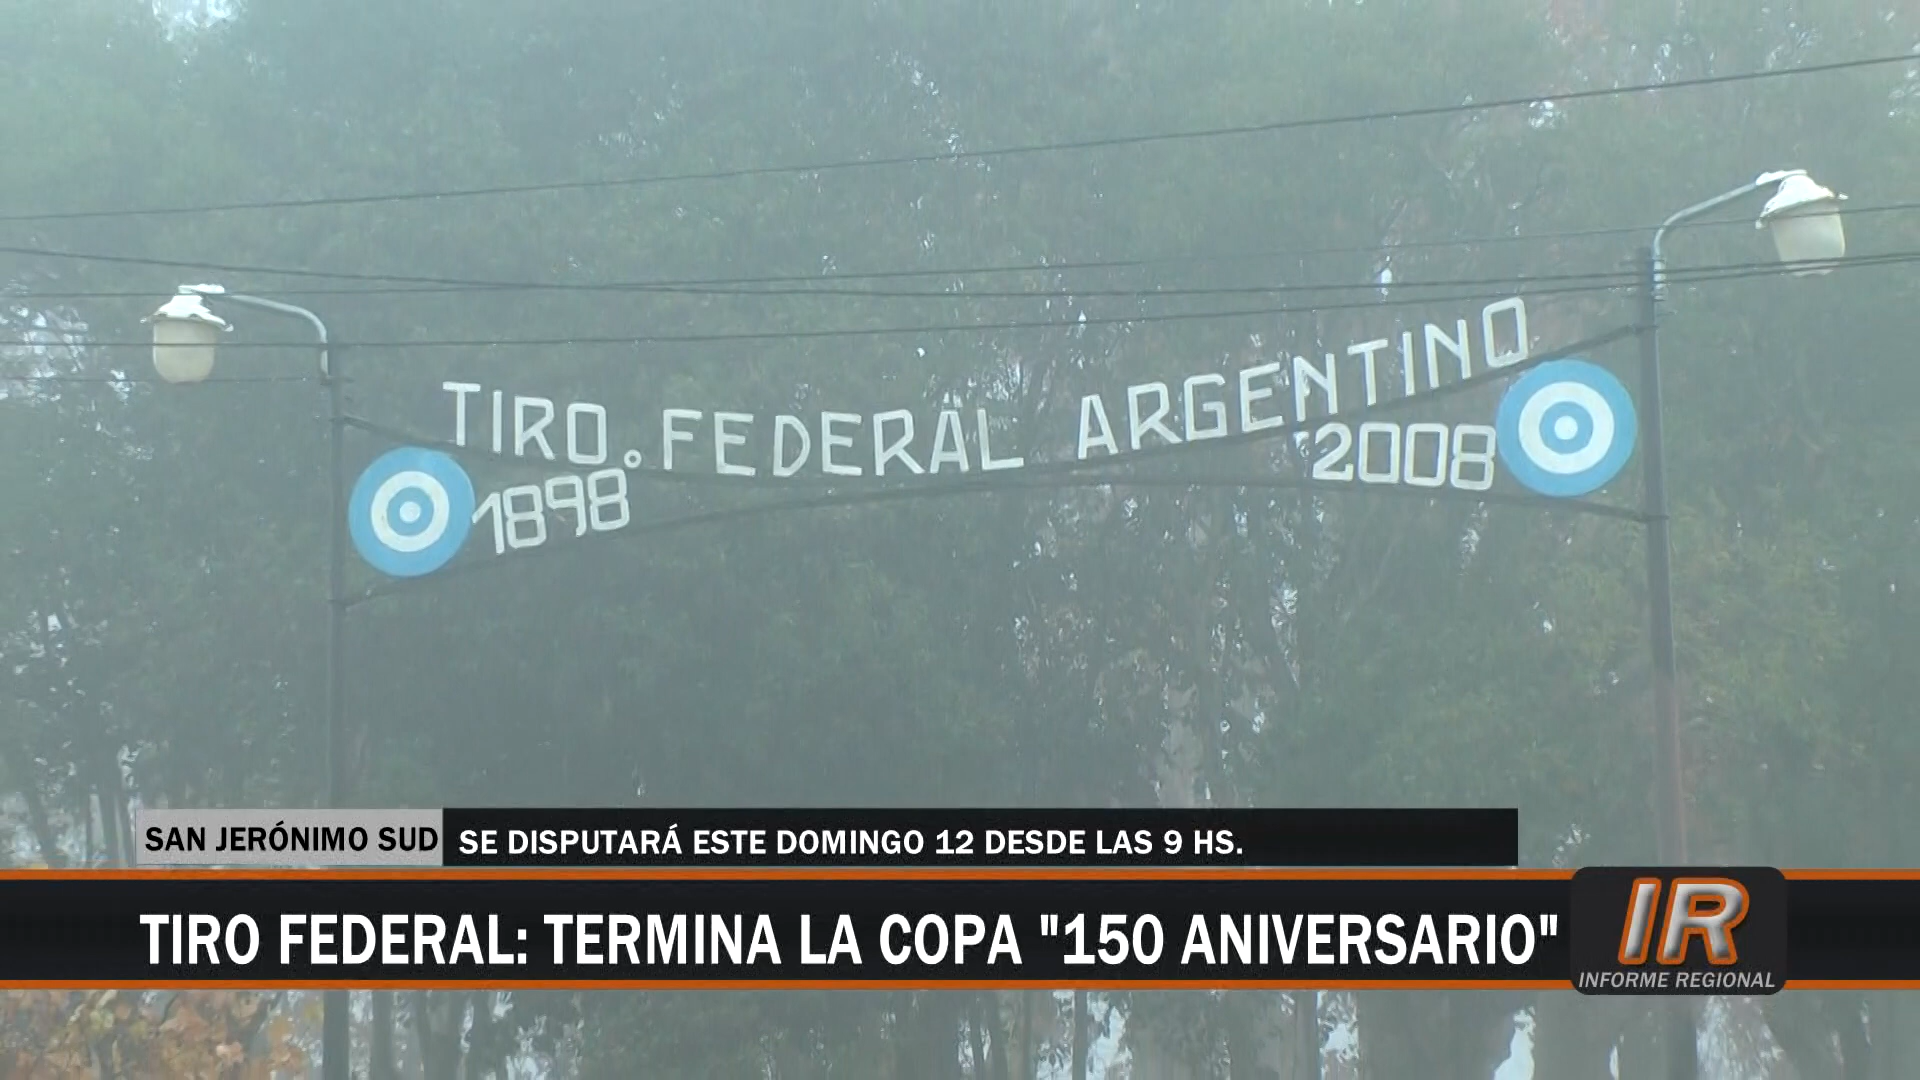 TIRO. FEDERAL ARGENTINO
1898
2008
SAN JERÓNIMO SUD
SE DISPUTARÁ ESTE DOMINGO 12 DESDE LAS 9 HS.
TIRO FEDERAL: TERMINA LA COPA "150 ANIVERSARIO"
IR
INFORME REGIONAL